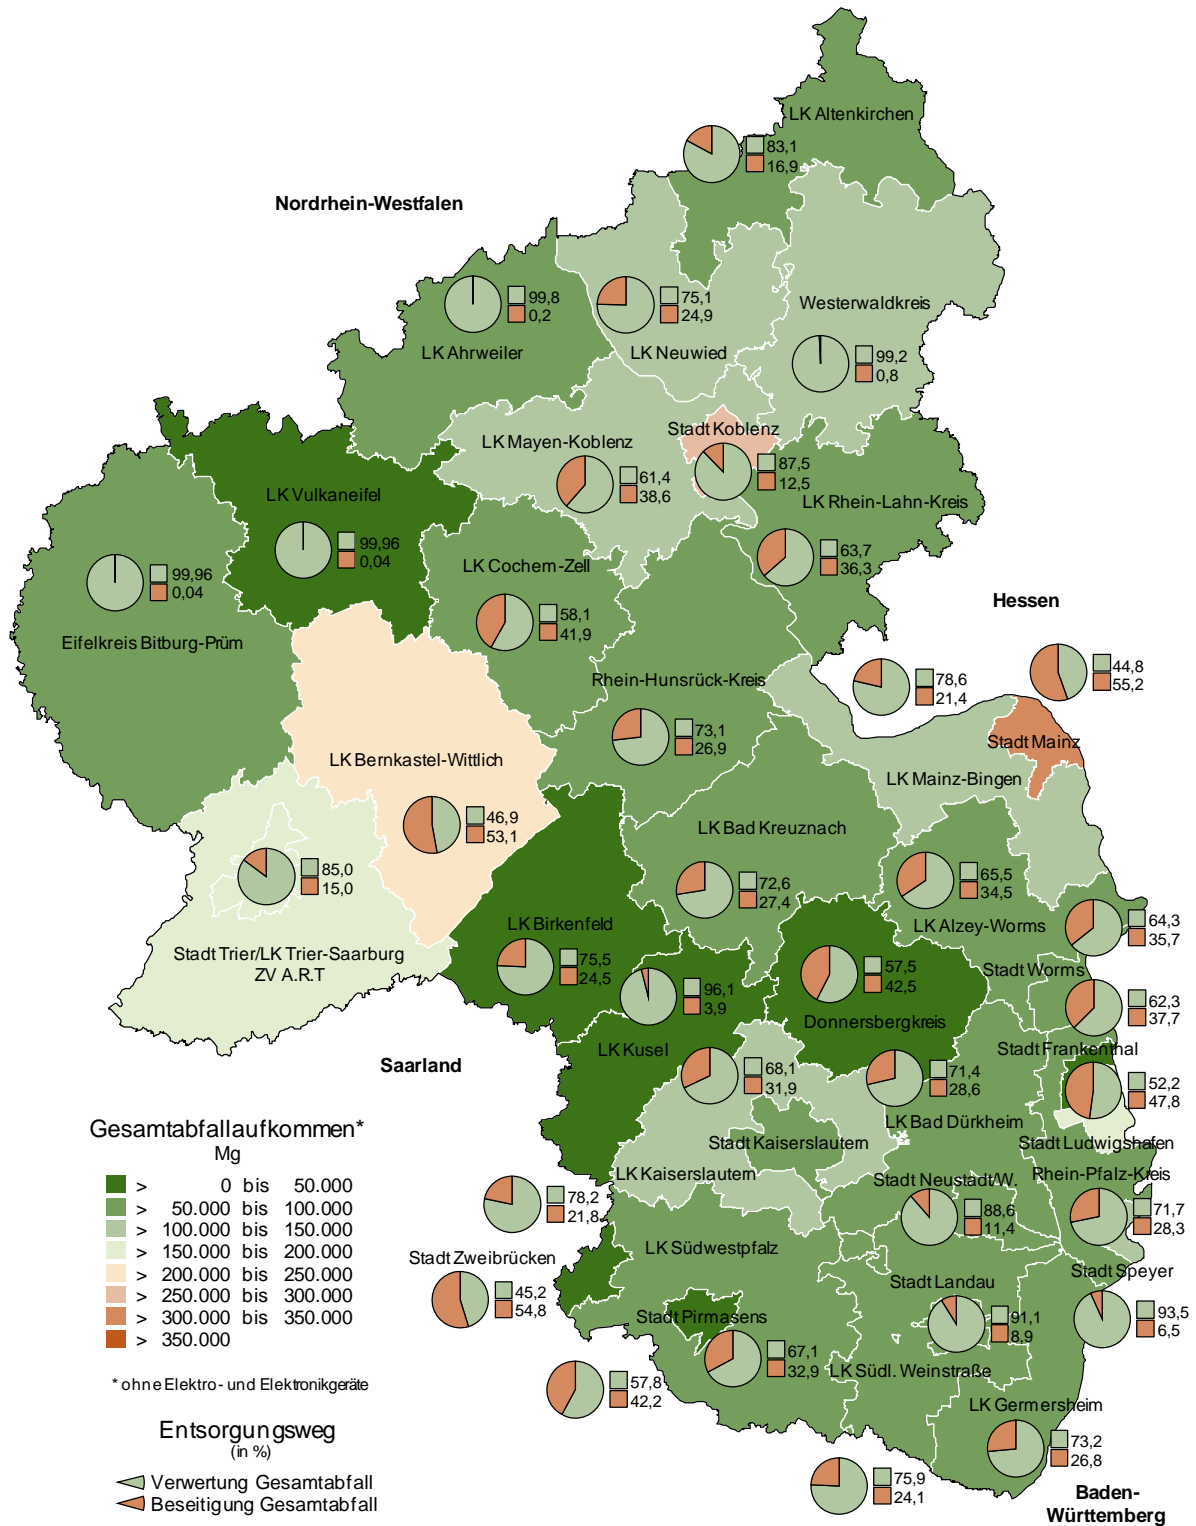 LK Altenkirchen
83,1
16,9
Nordrhein-Westfalen
99,8
0,2
LK Ahrweiler
75,1
24,9
LK Neuwied
Westerwaldkreis
99,2
0,8
LK Mayen-Koblenz
61,4
38,6
Stadt Koblenz
87,5
12,5
LK Rhein-Lahn-Kreis
63,7
36,3
LK Vulkaneifel
99,96
0,04
99,96
0,04
Eifelkreis Bitburg-Prüm
LK Cochem-Zell
58,1
41,9
Hessen
78,6
21,4
44,8
55,2
Rhein-Hunsrück-Kreis
73,1
26,9
Stadt Mainz
LK Mainz-Bingen
LK Bernkastel-Wittlich
46,9
53,1
LK Bad Kreuznach
72,6
27,4
85,0
15,0
Stadt Trier/LK Trier-Saarburg
ZV A.R.T
65,5
34,5
LK Alzey-Worms
64,3
35,7
LK Birkenfeld
75,5
24,5
96,1
3,9
57,5
42,5
Donnersbergkreis
Stadt Worms
62,3
37,7
Saarland
LK Kusel
68,1
31,9
71,4
28,6
LK Bad Dürkheim
Stadt Frankenthal
52,2
47,8
Stadt Ludwigshafen
Stadt Kaiserslautern
LK Kaiserslautern
Stadt Neustadt/W.
88,6
11,4
Rhein-Pfalz-Kreis
71,7
28,3
78,2
21,8
Stadt Zweibrücken
45,2
54,8
LK Südwestpfalz
Stadt Pirmasens
67,1
32,9
57,8
42,2
Stadt Landau
91,1
8,9
LK Südl. Weinstraße
Stadt Speyer
93,5
6,5
LK Germersheim
73,2
26,8
75,9
24,1
Baden-
Württemberg
Gesamtabfallaufkommen*
Mg
> 0 bis 50.000
> 50.000 bis 100.000
> 100.000 bis 150.000
> 150.000 bis 200.000
> 200.000 bis 250.000
> 250.000 bis 300.000
> 300.000 bis 350.000
> 350.000
* ohne Elektro- und Elektronikgeräte
Entsorgungsweg
(in %)
Verwertung Gesamtabfall
Beseitigung Gesamtabfall